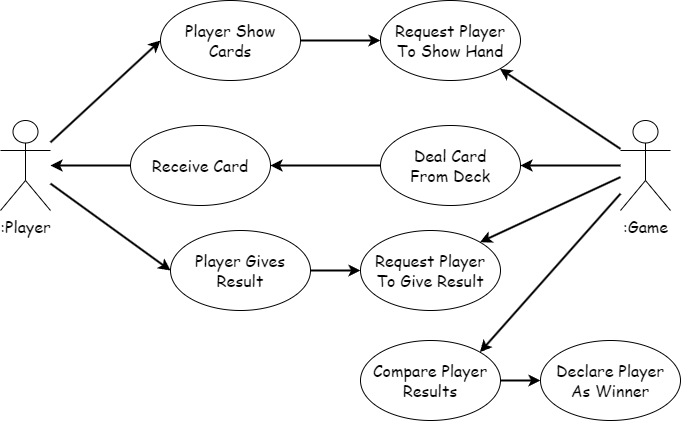 Player Show
Cards
Request Player
To Show Hand
Receive Card
Deal Card
From Deck
:Player
:Game
Player Gives
Result
Request Player
To Give Result
Compare Player
Results
Declare Player
As Winner